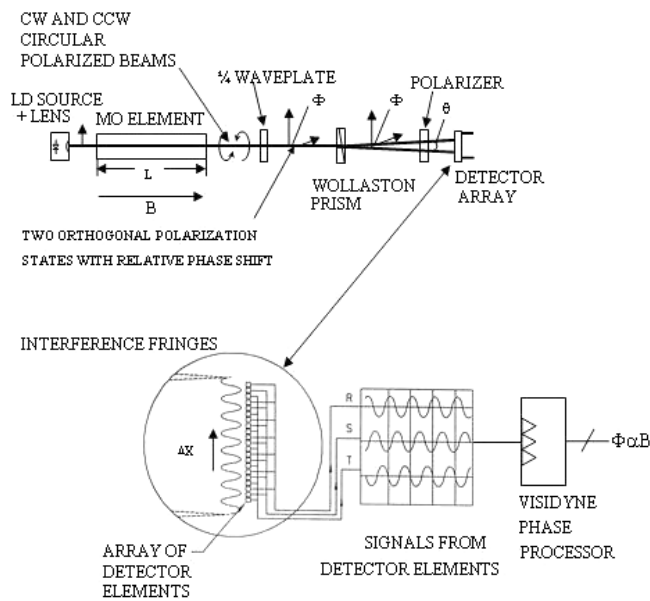 CW AND CCW
CIRCULAR
POLARIZED BEAMS
¼ WAVEPLATE
POLARIZER
LD SOURCE
+ LENS
MO ELEMENT
Φ
Φ
θ
L
B
WOLLASTON
PRISM
DETECTOR
ARRAY
TWO ORTHOGONAL POLARIZATION
STATES WITH RELATIVE PHASE SHIFT
INTERFERENCE FRINGES
R
S
T
ΔX
ΦαB
VISIDYNE
PHASE
PROCESSOR
SIGNALS FROM
DETECTOR ELEMENTS
ARRAY OF
DETECTOR
ELEMENTS